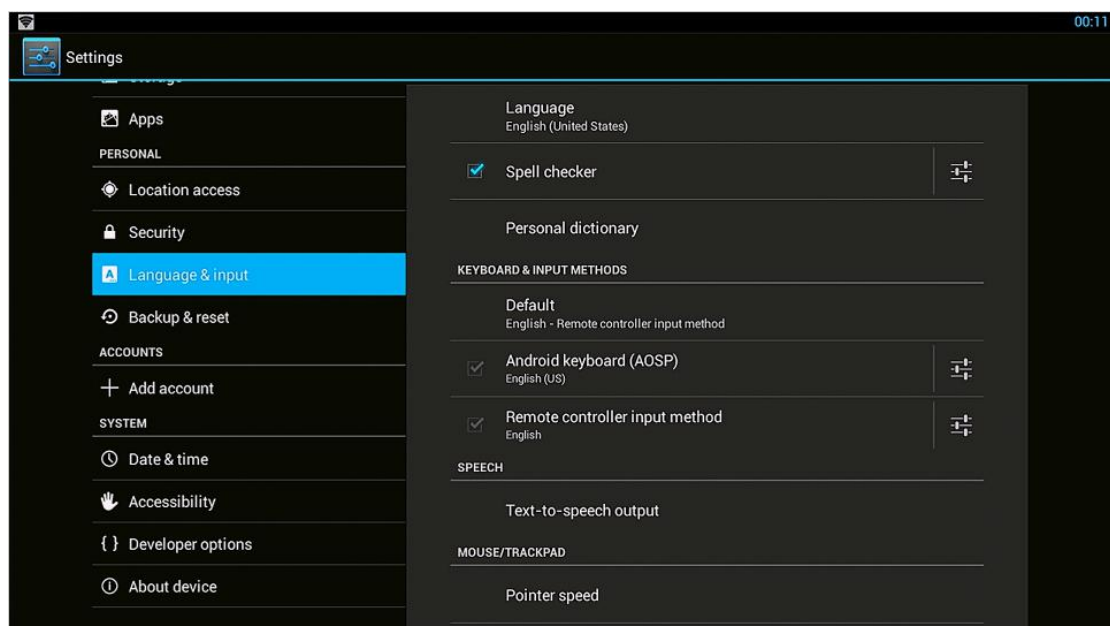 00:11
Settings
Apps
PERSONAL
Location access
Security
Language & input
Backup & reset
ACCOUNTS
Add account
SYSTEM
Date & time
Accessibility
{ } Developer options
About device
Language
English (United States)
Spell checker
Personal dictionary
KEYBOARD & INPUT METHODS
Default
English - Remote controller input method
Android keyboard (AOSP)
English (US)
Remote controller input method
English
SPEECH
Text-to-speech output
MOUSE/TRACKPAD
Pointer speed